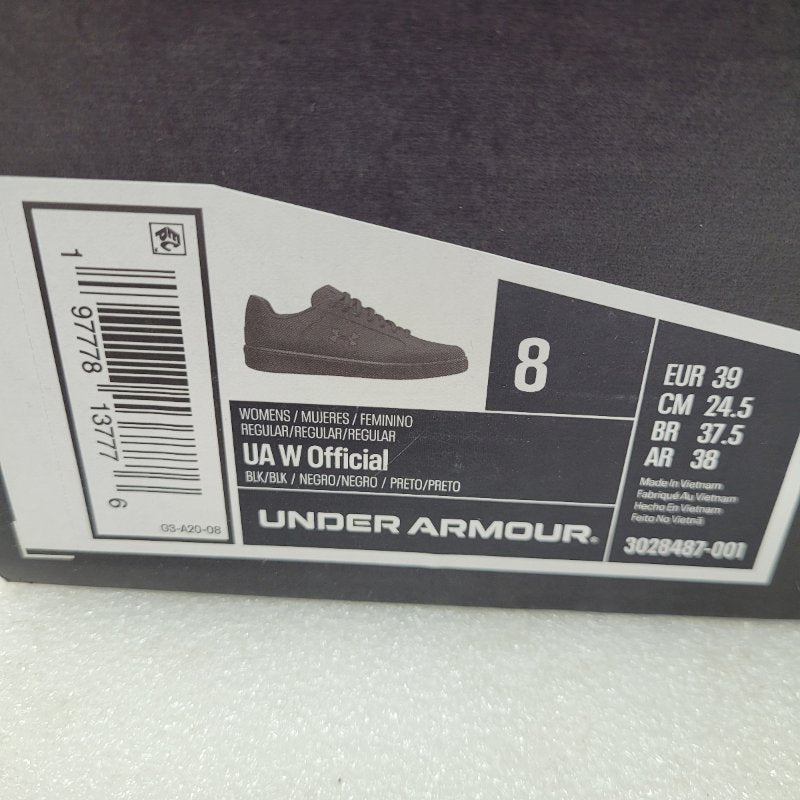 1 97778 13777 6
G3-A20-08
WOMENS / MUJERES / FEMININO
REGULAR/REGULAR/REGULAR
UA W Official
BLK/BLK / NEGRO/NEGRO / PRETO/PRETO
UNDER ARMOUR®
8
EUR 39
CM 24.5
BR 37.5
AR 38
Made In Vietnam
Fabriqué Au Vietnam
Hecho En Vietnam
Feito No Vietnã
3028487-001